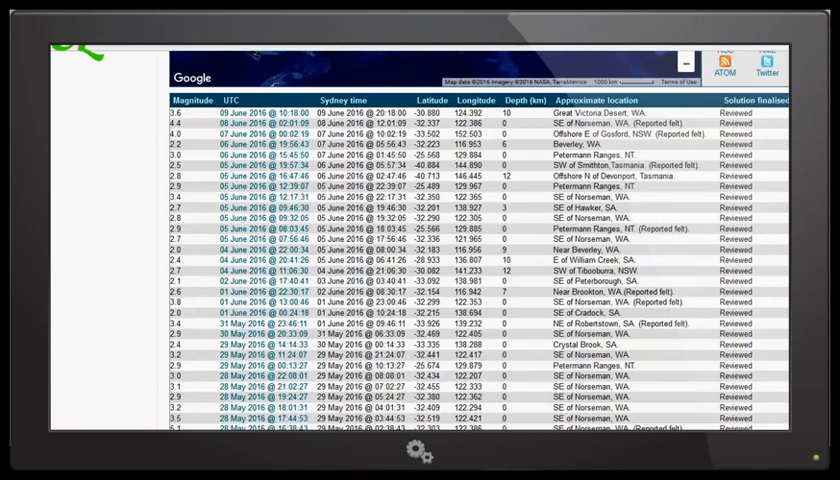 ATOM Twitter
Google
Map data ©2016 Imagery ©2016 NASA, TerraMetrics 1000 km Terms of Use
Magnitude UTC Sydney time Latitude Longitude Depth (km) Approximate location Solution finalised
3.6 09 June 2016 @ 10:18:00 09 June 2016 @ 20:18:00 -30.880 124.392 10 Great Victoria Desert, WA. Reviewed
4.4 08 June 2016 @ 02:01:09 08 June 2016 @ 12:01:09 -32.337 122.377 0 SE of Norseman, WA. (Reported felt). Reviewed
4.0 07 June 2016 @ 00:02:19 07 June 2016 @ 10:02:19 -33.502 152.503 0 Offshore E of Gosford, NSW. (Reported felt). Reviewed
2.2 06 June 2016 @ 19:56:43 07 June 2016 @ 05:56:43 -32.223 116.953 6 Beverley, WA. Reviewed
3.0 06 June 2016 @ 15:45:50 07 June 2016 @ 01:45:50 -25.568 129.884 0 Petermann Ranges, NT. Reviewed
2.5 05 June 2016 @ 19:57:34 06 June 2016 @ 05:57:34 -40.884 144.890 0 SW of Smithton,Tasmania. (Reported felt) Reviewed
2.8 05 June 2016 @ 16:47:46 06 June 2016 @ 02:47:46 -40.713 146.445 12 Offshore N of Devonport, Tasmania. Reviewed
2.9 05 June 2016 @ 12:39:07 05 June 2016 @ 22:39:07 -25.489 129.967 0 Petermann Ranges, NT Reviewed
3.4 05 June 2016 @ 12:17:31 05 June 2016 @ 22:17:31 -32.350 122.365 0 SE of Norseman, WA. Reviewed
2.7 05 June 2016 @ 09:46:30 05 June 2016 @ 19:46:30 -32.201 138.927 3 SE of Hawker, SA. Reviewed
2.8 05 June 2016 @ 09:32:05 05 June 2016 @ 19:32:05 -32.290 122.305 0 SE of Norseman, WA. Reviewed
2.9 05 June 2016 @ 08:03:45 05 June 2016 @ 18:03:45 -25.566 129.885 0 Petermann Ranges, NT. (Reported felt). Reviewed
2.7 05 June 2016 @ 07:56:46 05 June 2016 @ 17:56:46 -32.336 121.965 0 SE of Norseman, WA. Reviewed
2.0 04 June 2016 @ 22:00:34 05 June 2016 @ 08:00:34 -32.183 116.956 9 Near Beverley, WA. Reviewed
2.4 04 June 2016 @ 20:41:26 05 June 2016 @ 06:41:26 -28.933 136.807 10 E of William Creek, SA. Reviewed
2.7 04 June 2016 @ 11:06:30 04 June 2016 @ 21:06:30 -30.082 141.233 12 SW of Tibooburra, NSW. Reviewed
2.1 02 June 2016 @ 17:40:41 03 June 2016 @ 03:40:41 -33.092 138.981 0 SE of Peterborough, SA. Reviewed
2.6 01 June 2016 @ 22:30:17 02 June 2016 @ 08:30:17 -32.154 116.942 7 Near Brookton, WA.(Reported felt). Reviewed
3.8 01 June 2016 @ 13:00:46 01 June 2016 @ 23:00:46 -32.299 122.353 0 SE of Norseman, WA (Reported felt). Reviewed
2.0 01 June 2016 @ 00:24:18 01 June 2016 @ 10:24:18 -32.215 138.694 0 SE of Cradock, SA. Reviewed
3.4 31 May 2016 @ 23:46:11 01 June 2016 @ 09:46:11 -33.956 139.232 0 NE of Robertstown, SA. (Reported felt). Reviewed
2.9 30 May 2016 @ 20:33:09 31 May 2016 @ 06:33:09 -32.469 122.405 0 SE of Norseman, WA. Reviewed
2.4 29 May 2016 @ 14:14:33 30 May 2016 @ 00:14:33 -33.335 138.288 0 Crystal Brook, SA. Reviewed
3.2 29 May 2016 @ 11:24:07 29 May 2016 @ 21:24:07 -32.441 122.417 0 SE of Norseman, WA. Reviewed
2.9 29 May 2016 @ 00:13:27 29 May 2016 @ 10:13:27 -25.674 129.879 0 Petermann Ranges, NT. Reviewed
3.0 28 May 2016 @ 22:08:01 29 May 2016 @ 08:08:01 -32.434 122.207 0 SE of Norseman, WA. Reviewed
3.1 28 May 2016 @ 21:02:27 29 May 2016 @ 07:02:27 -32.455 122.333 0 SE of Norseman, WA. Reviewed
2.9 28 May 2016 @ 19:24:27 29 May 2016 @ 05:24:27 -32.380 122.362 0 SE of Norseman, WA. Reviewed
3.2 28 May 2016 @ 18:01:31 29 May 2016 @ 04:01:31 -32.512 122.294 0 SE of Norseman, WA. Reviewed
3.5 28 May 2016 @ 17:44:53 29 May 2016 @ 03:44:53 -32.519 122.421 0 SE of Norseman, WA. Reviewed
5.1 28 May 2016 @ 16:38:43 29 May 2016 @ 02:38:43 -32.303 122.386 0 SE of Norseman, WA. (Reported felt) Reviewed